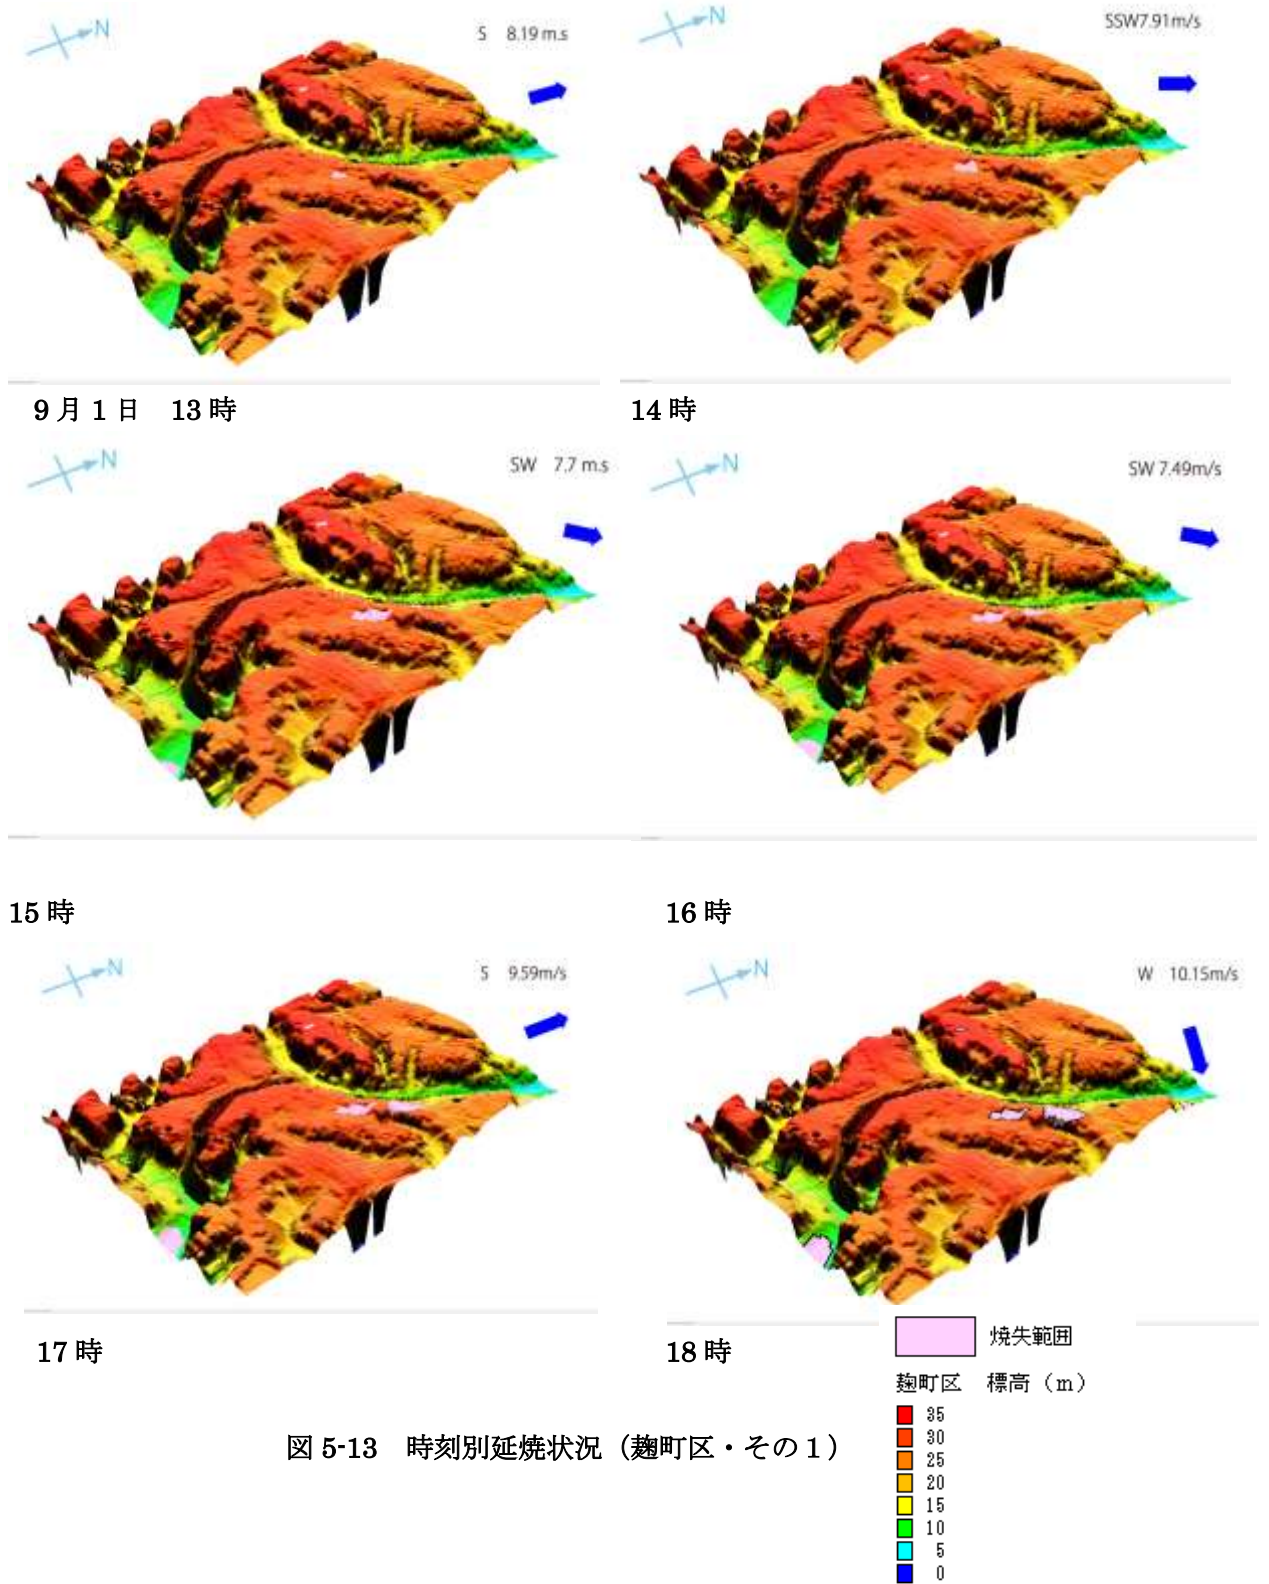 N
S 8.19 m.s
N
SSW7.91m/s
9月1日 13時
14時
N
SW 7.7 m.s
N
SW 7.49m/s
15時
16時
N
S 9.59m/s
N
W 10.15m/s
17時
18時
焼失範囲
麹町区 標高（m）
35
30
25
20
15
10
5
0
図 5-13 時刻別延焼状況（麹町区・その１）